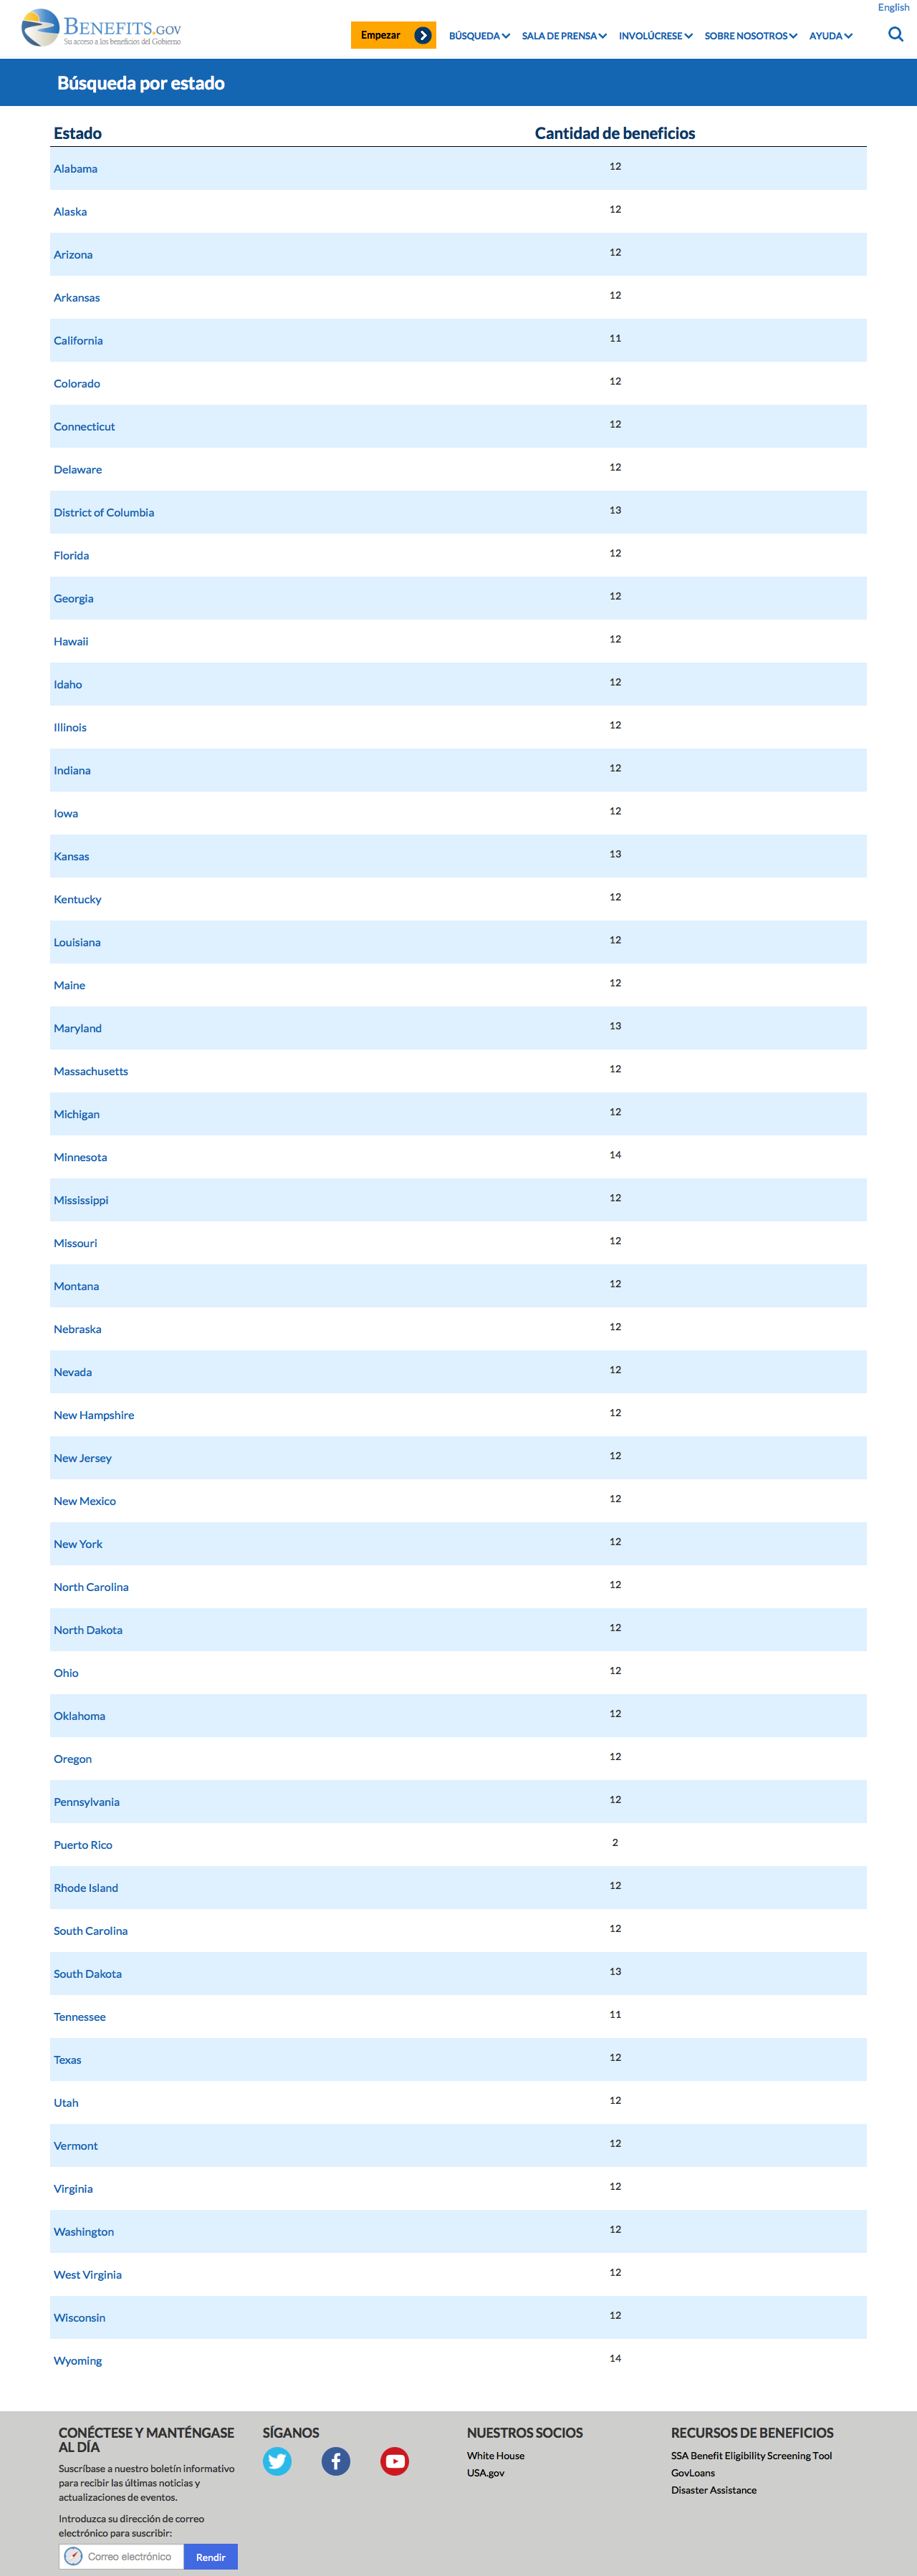 English
BENEFITS.GOV
Su acceso a los beneficios del Gobierno
Empezar BÚSQUEDA SALA DE PRENSA INVOLÚCRESE SOBRE NOSOTROS AYUDA
Búsqueda por estado
Estado Cantidad de beneficios
Alabama 12
Alaska 12
Arizona 12
Arkansas 12
California 11
Colorado 12
Connecticut 12
Delaware 12
District of Columbia 13
Florida 12
Georgia 12
Hawaii 12
Idaho 12
Illinois 12
Indiana 12
Iowa 12
Kansas 13
Kentucky 12
Louisiana 12
Maine 12
Maryland 13
Massachusetts 12
Michigan 12
Minnesota 14
Mississippi 12
Missouri 12
Montana 12
Nebraska 12
Nevada 12
New Hampshire 12
New Jersey 12
New Mexico 12
New York 12
North Carolina 12
North Dakota 12
Ohio 12
Oklahoma 12
Oregon 12
Pennsylvania 12
Puerto Rico 2
Rhode Island 12
South Carolina 12
South Dakota 13
Tennessee 11
Texas 12
Utah 12
Vermont 12
Virginia 12
Washington 12
West Virginia 12
Wisconsin 12
Wyoming 14
CONÉCTESE Y MANTÉNGASE
AL DÍA
Suscríbase a nuestro boletín informativo
para recibir las últimas noticias y
actualizaciones de eventos.
Introduzca su dirección de correo
electrónico para suscribir:
Correo electrónico Rendir
SÍGANOS
NUESTROS SOCIOS
White House
USA.gov
RECURSOS DE BENEFICIOS
SSA Benefit Eligibility Screening Tool
GovLoans
Disaster Assistance